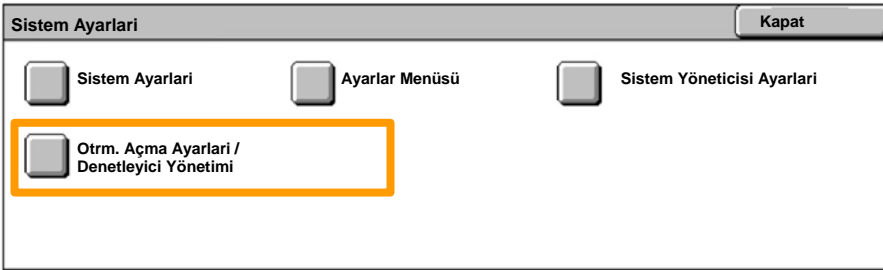 Sistem Ayarlari
Kapat
Sistem Ayarlari
Ayarlar Menüsü
Sistem Yöneticisi Ayarlari
Otrm. Açma Ayarlari /
Denetleyici Yönetimi